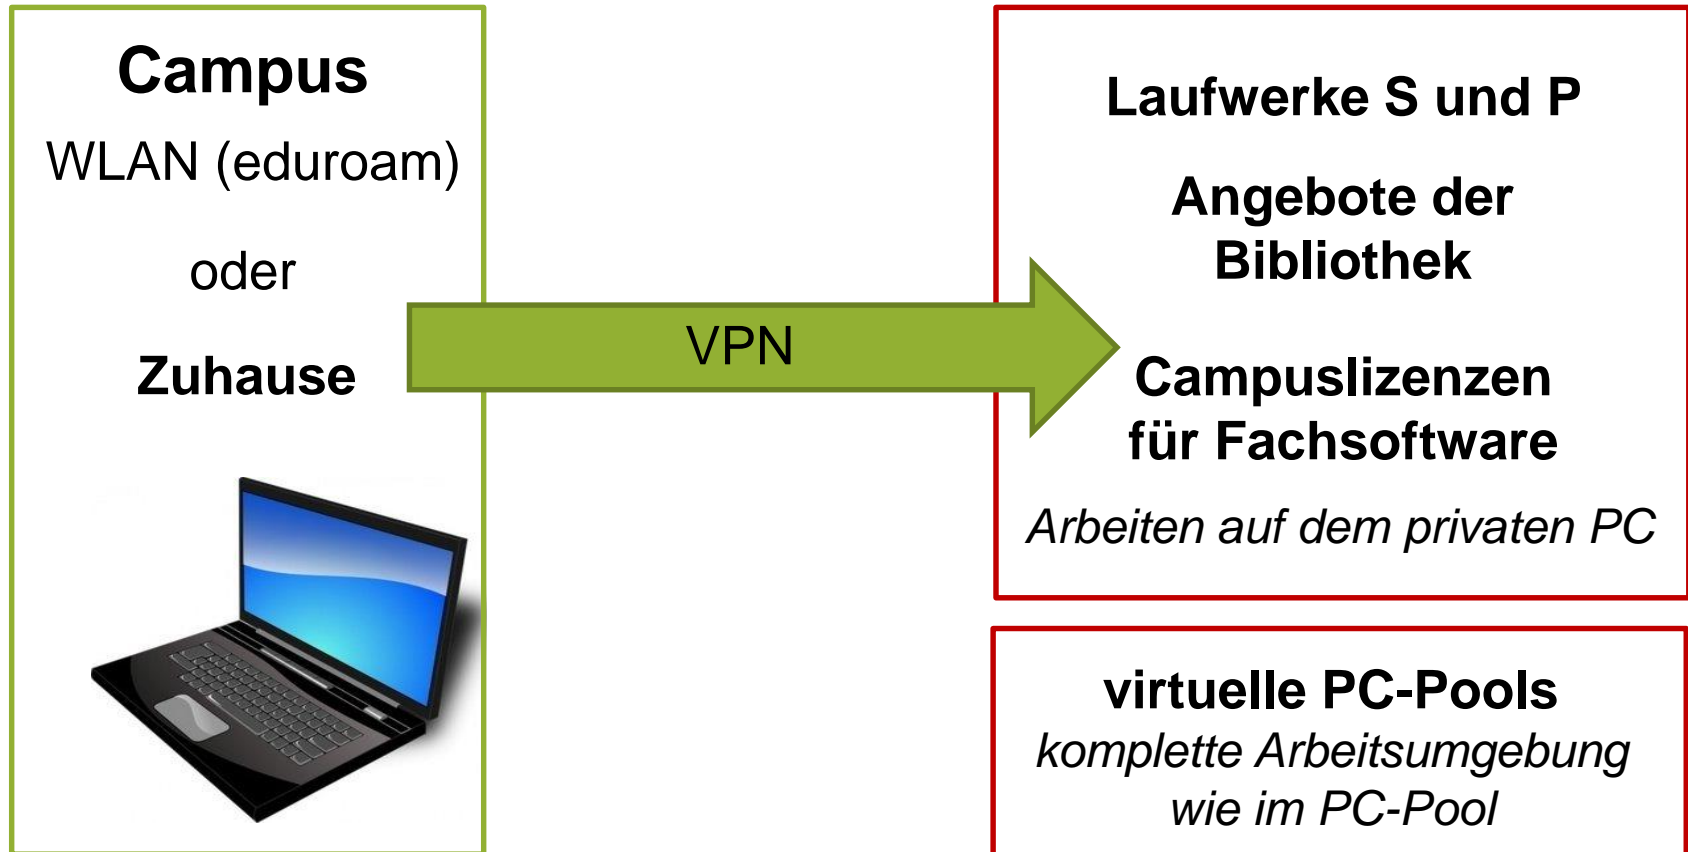 Campus
WLAN (eduroam)
oder
Zuhause
VPN
Laufwerke S und P
Angebote der
Bibliothek
Campuslizenzen
für Fachsoftware
Arbeiten auf dem privaten PC
virtuelle PC-Pools
komplette Arbeitsumgebung
wie im PC-Pool